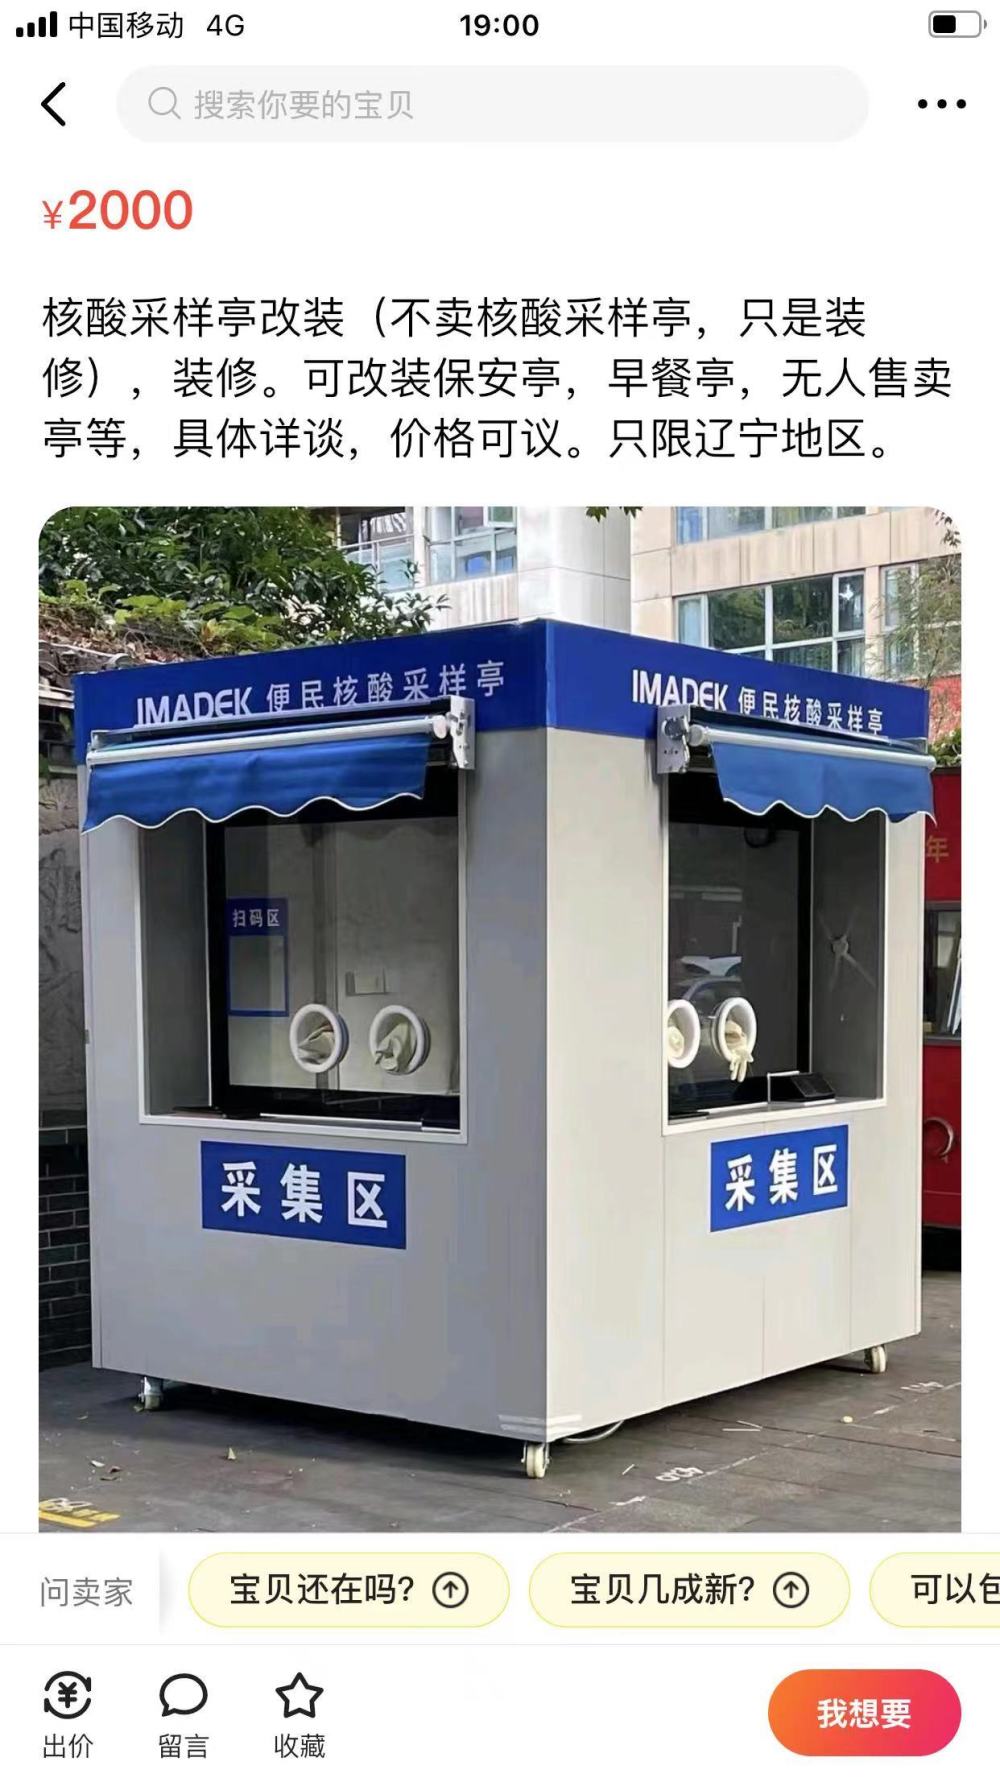 中国移动 4G 19:00
搜索你要的宝贝
¥2000
核酸采样亭改装（不卖核酸采样亭，只是装
修），装修。可改装保安亭，早餐亭，无人售卖
亭等，具体详谈，价格可议。只限辽宁地区。
IMADEK 便民核酸采样亭
IMADEK 便民核酸采样亭
年
扫码区
采集区
采集区
问卖家
宝贝还在吗?
宝贝几成新?
可以包
出价
留言
收藏
我想要